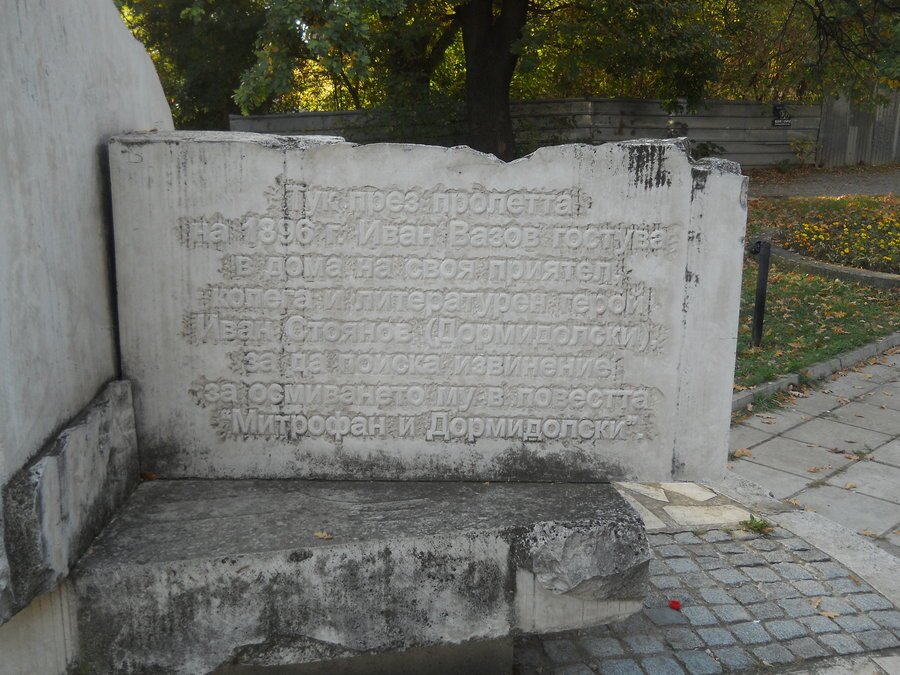 Тук през пролетта
на 1896 г. Иван Вазов гостува
в дома на своя приятел,
колега и литературен герой
Иван Стоянов (Дормидолски),
за да поиска извинение
за осмиването му в повестта
"Митрофан и Дормидолски".